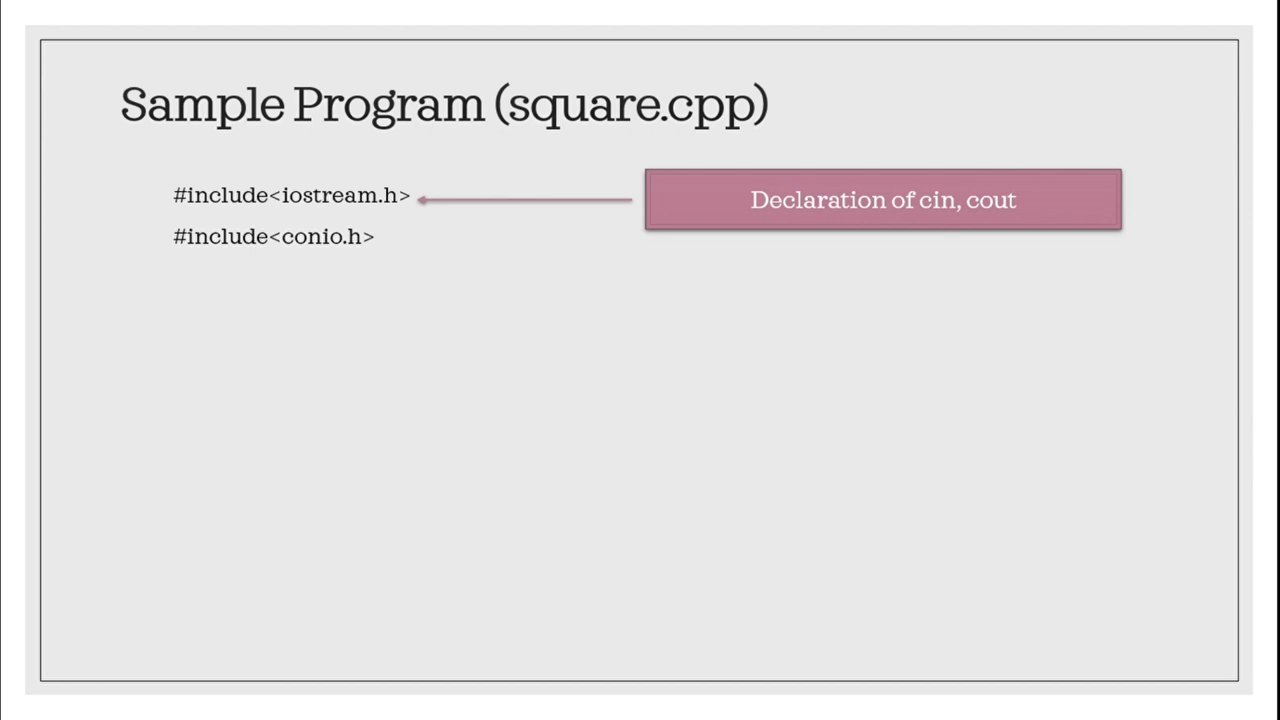 Sample Program (square.cpp)
#include<iostream.h>
Declaration of cin, cout
#include<conio.h>